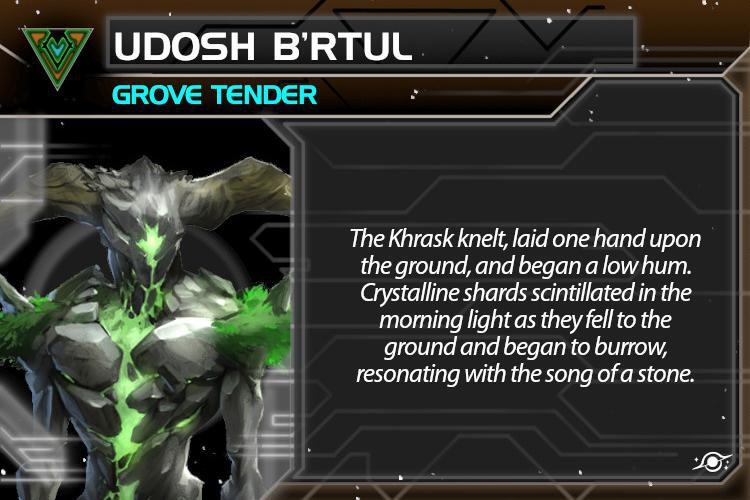 UDOSH B'RTUL
GROVE TENDER
The Khrask knelt, laid one hand upon
the ground, and began a low hum.
Crystalline shards scintillated in the
morning light as they fell to the
ground and began to burrow,
resonating with the song of a stone.